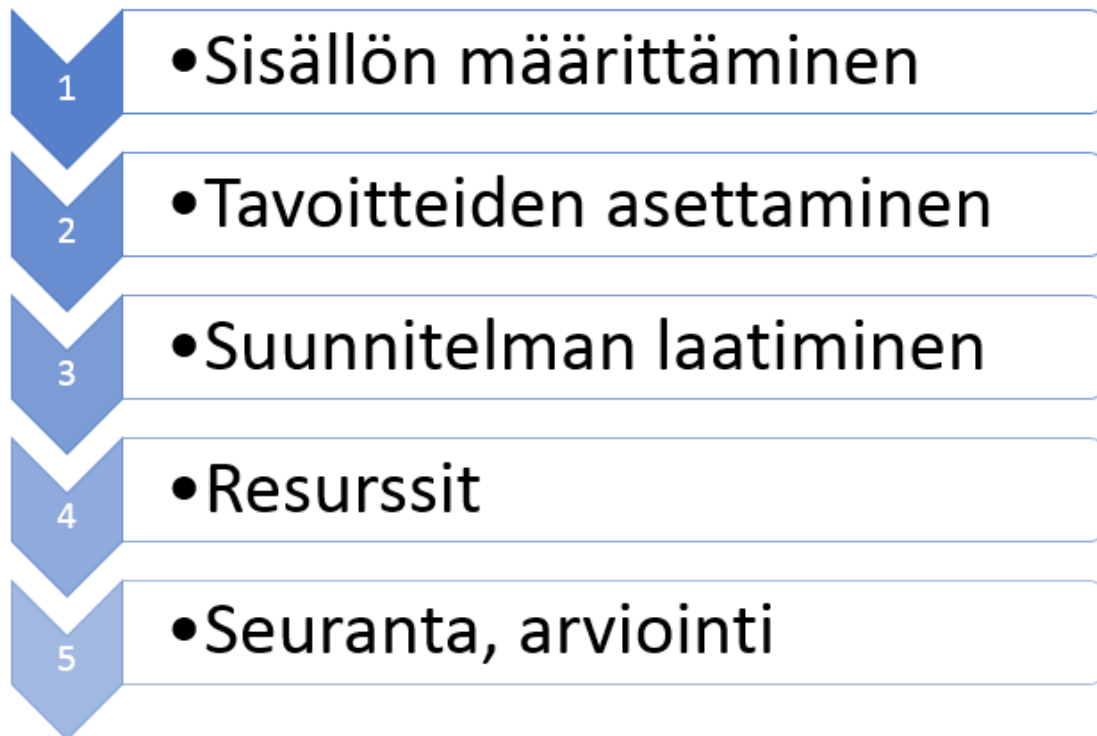 1
•Sisällön määrittäminen
2
•Tavoitteiden asettaminen
3
•Suunnitelman laatiminen
4
•Resurssit
5
•Seuranta, arviointi